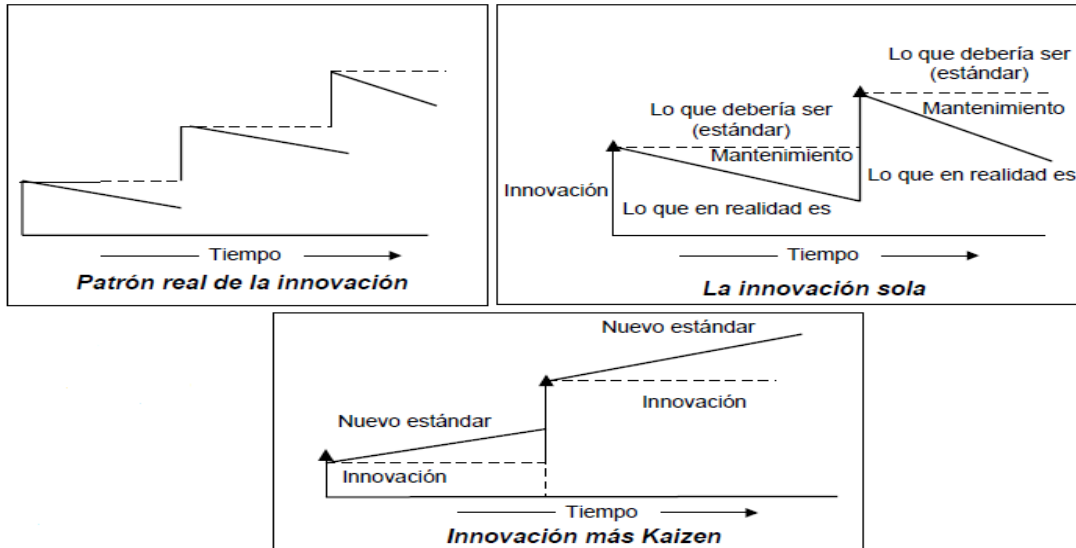 Tiempo
Patrón real de la innovación
Lo que debería ser
(estándar)
Lo que debería ser
(estándar)
Mantenimiento
Mantenimiento
Innovación
Lo que en realidad es
Lo que en realidad es
Tiempo
La innovación sola
Nuevo estándar
Innovación
Nuevo estándar
Innovación
Tiempo
Innovación más Kaizen